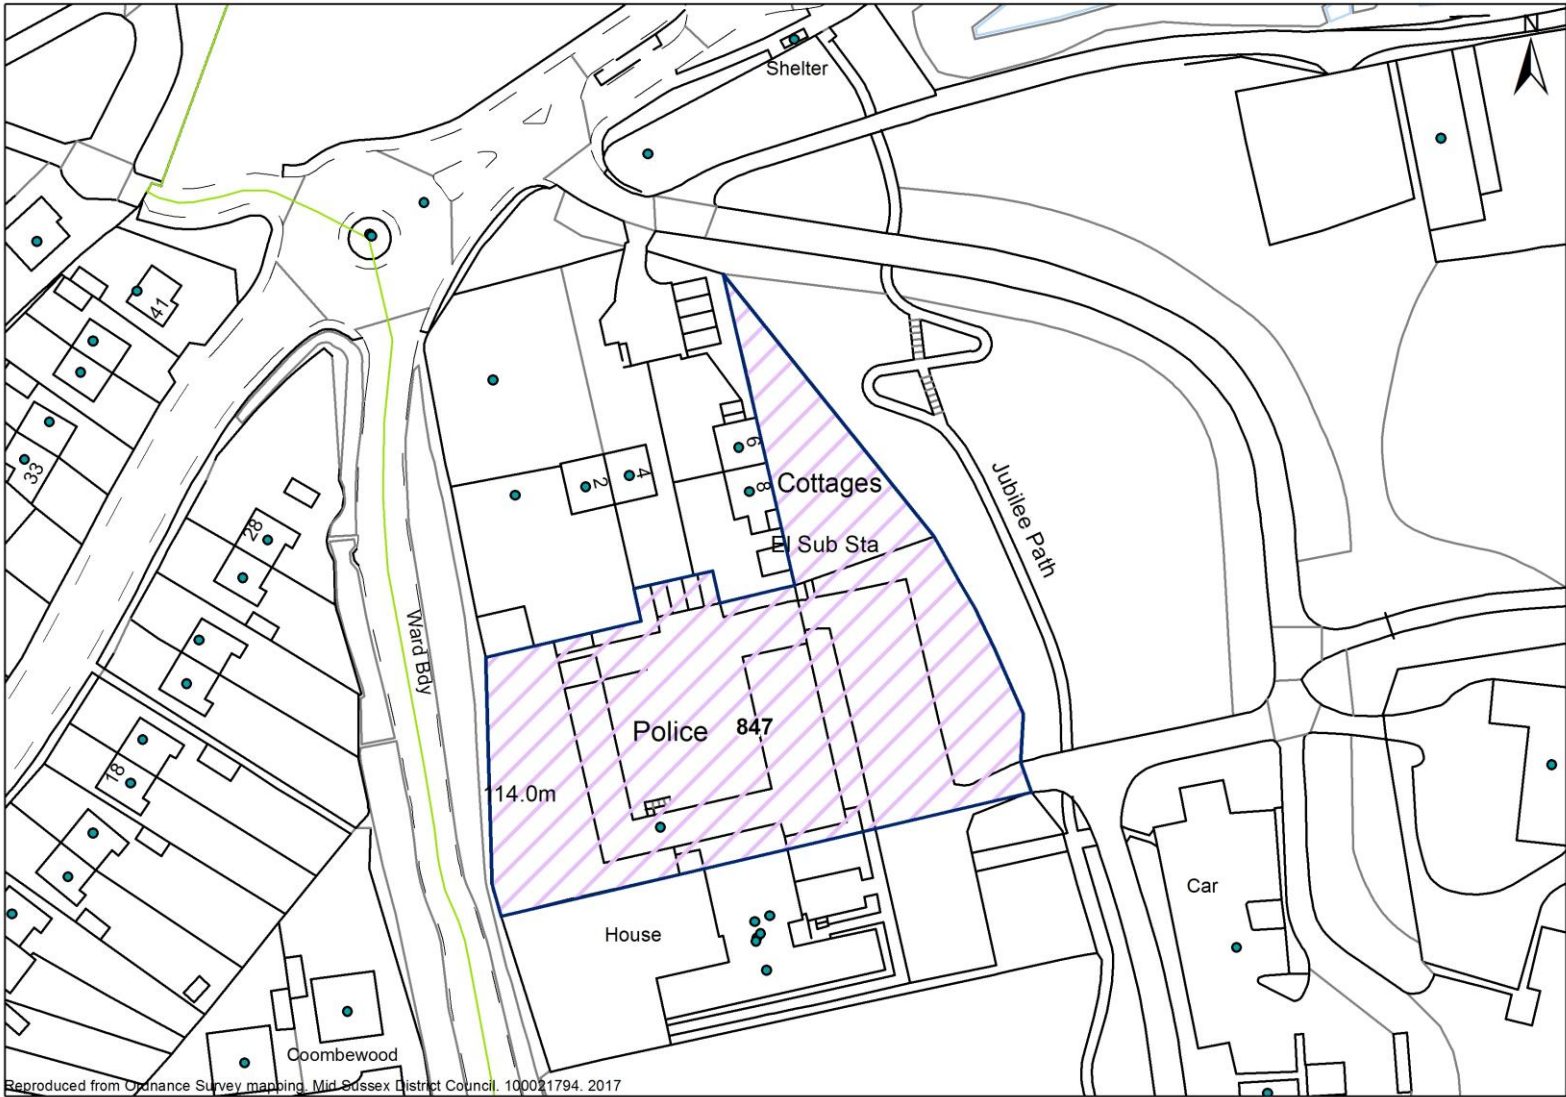 N
Shelter
41
6
4
2
8
Cottages
33
El Sub Sta
28
Jubilee Path
Ward Bdy
Police
847
18
114.0m
Car
House
Coombewood
Reproduced from Ordnance Survey mapping. Mid Sussex District Council. 100021794. 2017